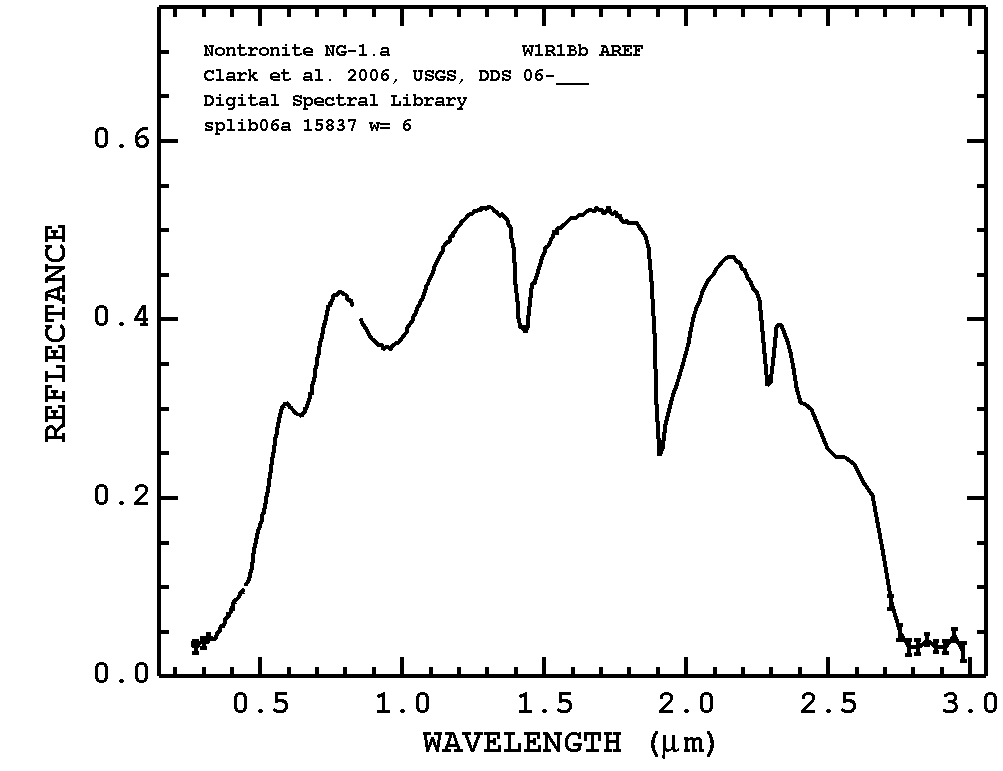 Nontronite NG-1.a W1R1Bb AREF
Clark et al. 2006, USGS, DDS 06-___
Digital Spectral Library
splib06a 15837 w= 6
REFLECTANCE
0.6
0.4
0.2
0.0
0.5 1.0 1.5 2.0 2.5 3.0
WAVELENGTH (μm)